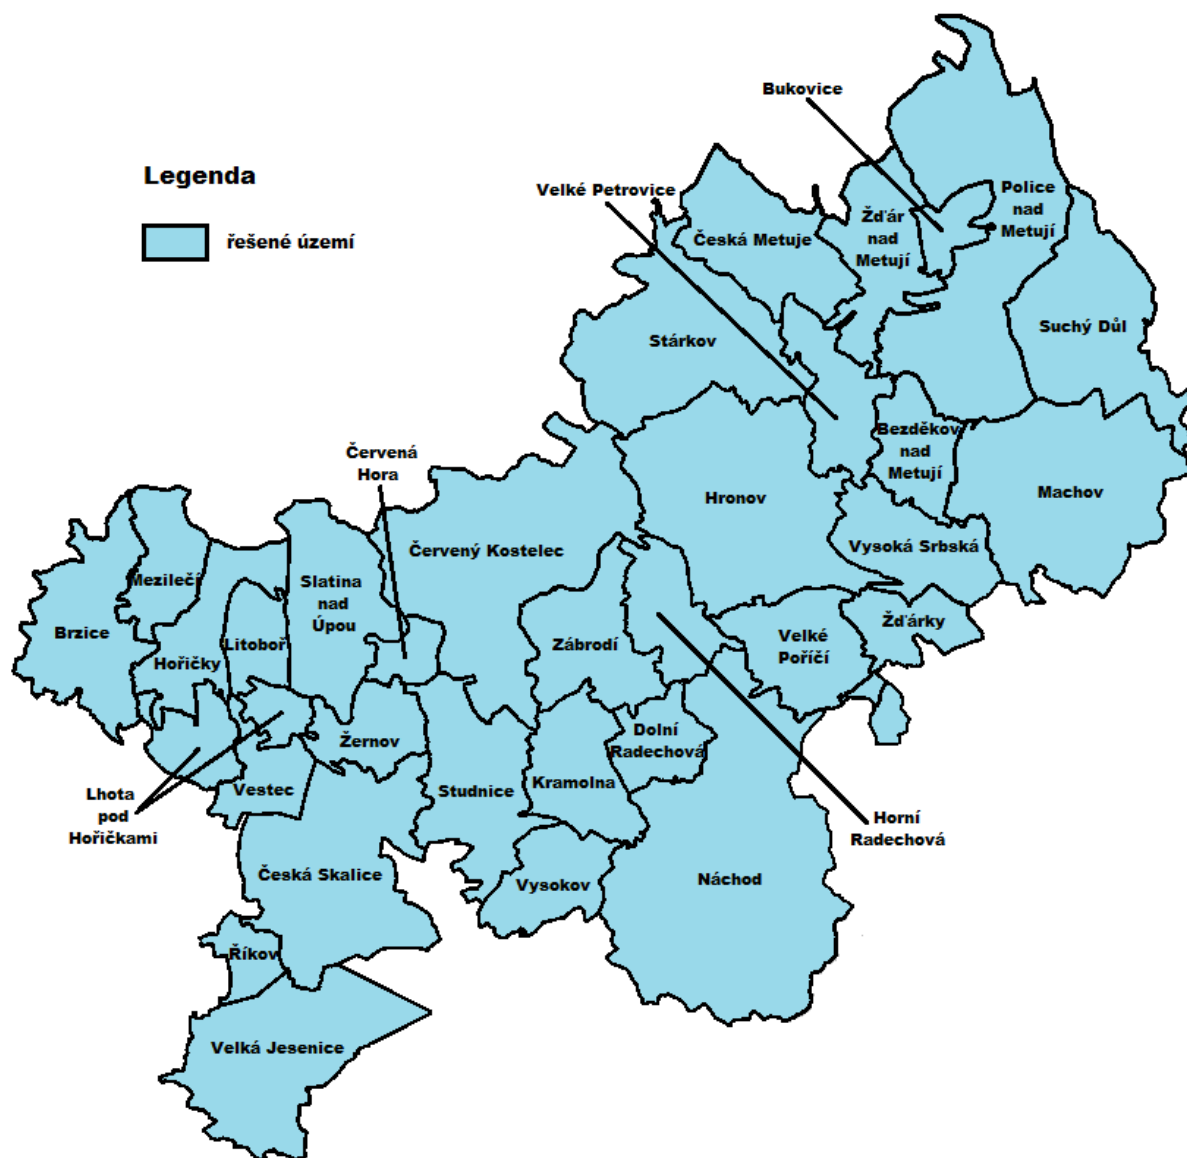 Bukovice
Legenda
Velké Petrovice
řešené území
Česká Metuje
Žďár
nad
Metují
Police
nad
Metují
Stárkov
Suchý Důl
Bezděkov
nad
Metují
Červená
Hora
Hronov
Machov
Červený Kostelec
Vysoká Srbská
Mezilečí
Slatina
nad
Úpou
Brzice
Hořičky
Litoboř
Zábrodí
Velké
Poříčí
Žďárky
Žernov
Dolní
Radechová
Lhota
pod
Hořičkami
Vestec
Studnice
Kramolna
Horní
Radechová
Česká Skalice
Vysokov
Náchod
Říkov
Velká Jesenice